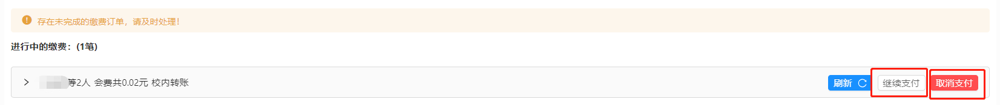 存在未完成的缴费订单，请及时处理！
进行中的缴费：(1笔)
等2人 会费共0.02元 校内转账 刷新 继续支付 取消支付